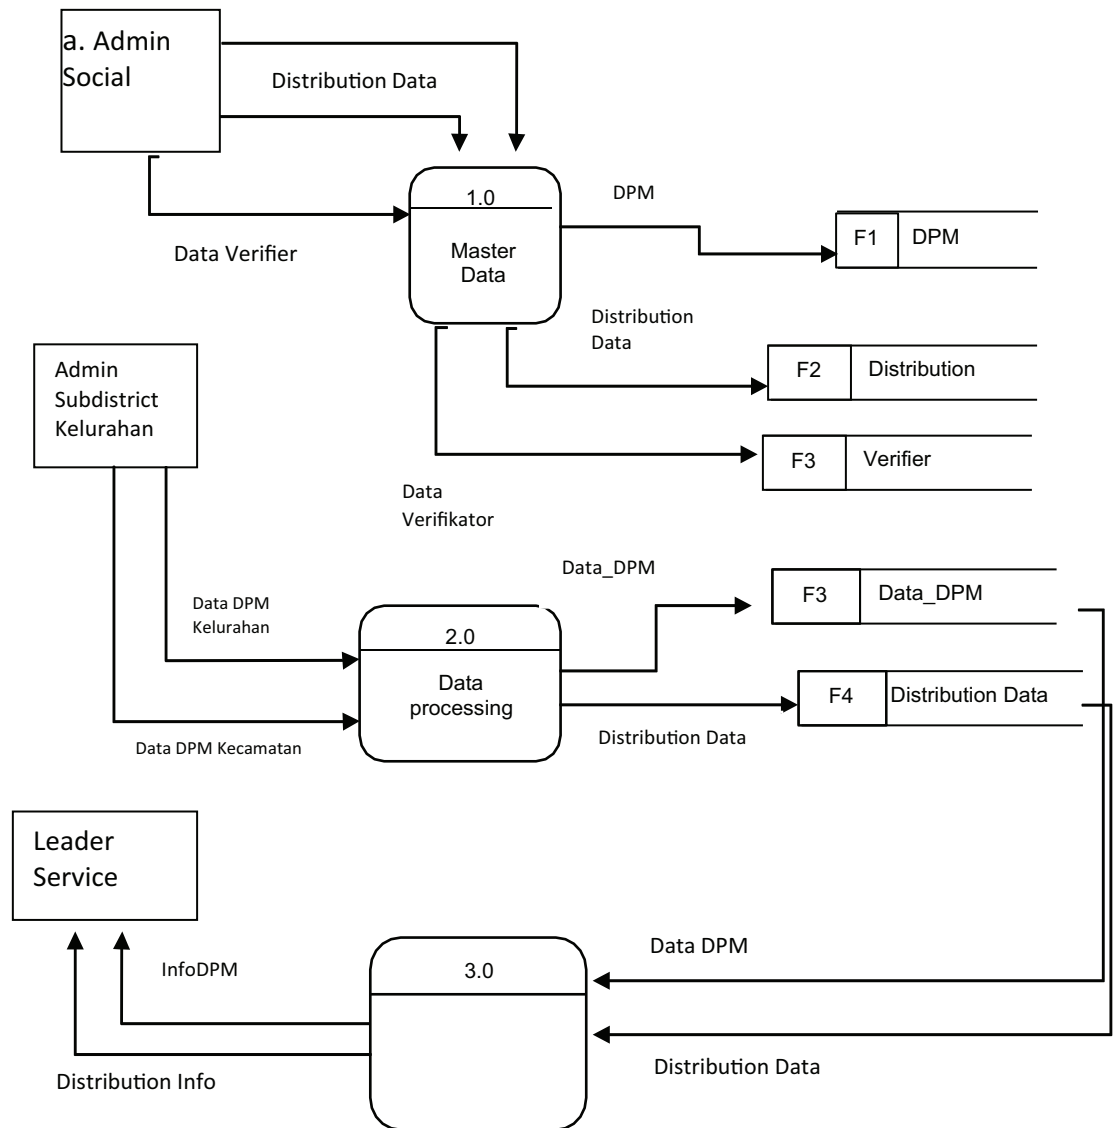 a. Admin
Social
Distribution Data
Data Verifier
1.0
Master
Data
DPM
F1 DPM
Distribution
Data
F2 Distribution
F3 Verifier
Data
Verifikator
Admin
Subdistrict
Kelurahan
Data DPM
Kelurahan
Data DPM Kecamatan
2.0
Data
processing
Data_DPM
F3 Data_DPM
F4 Distribution Data
Distribution Data
Leader
Service
InfoDPM
Distribution Info
3.0
Data DPM
Distribution Data